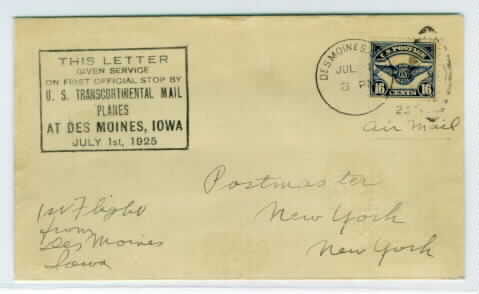 THIS LETTER
GIVEN SERVICE
ON FIRST OFFICIAL STOP BY
U. S. TRANSCONTINENTAL MAIL
PLANES
AT DES MOINES, IOWA
JULY 1st, 1925
DES MOINES,
JUL
U.S. POSTAGE
16 CENTS 16
Air Mail
Postmaster
New York
New York
1st Flight
from
Des Moines
Iowa